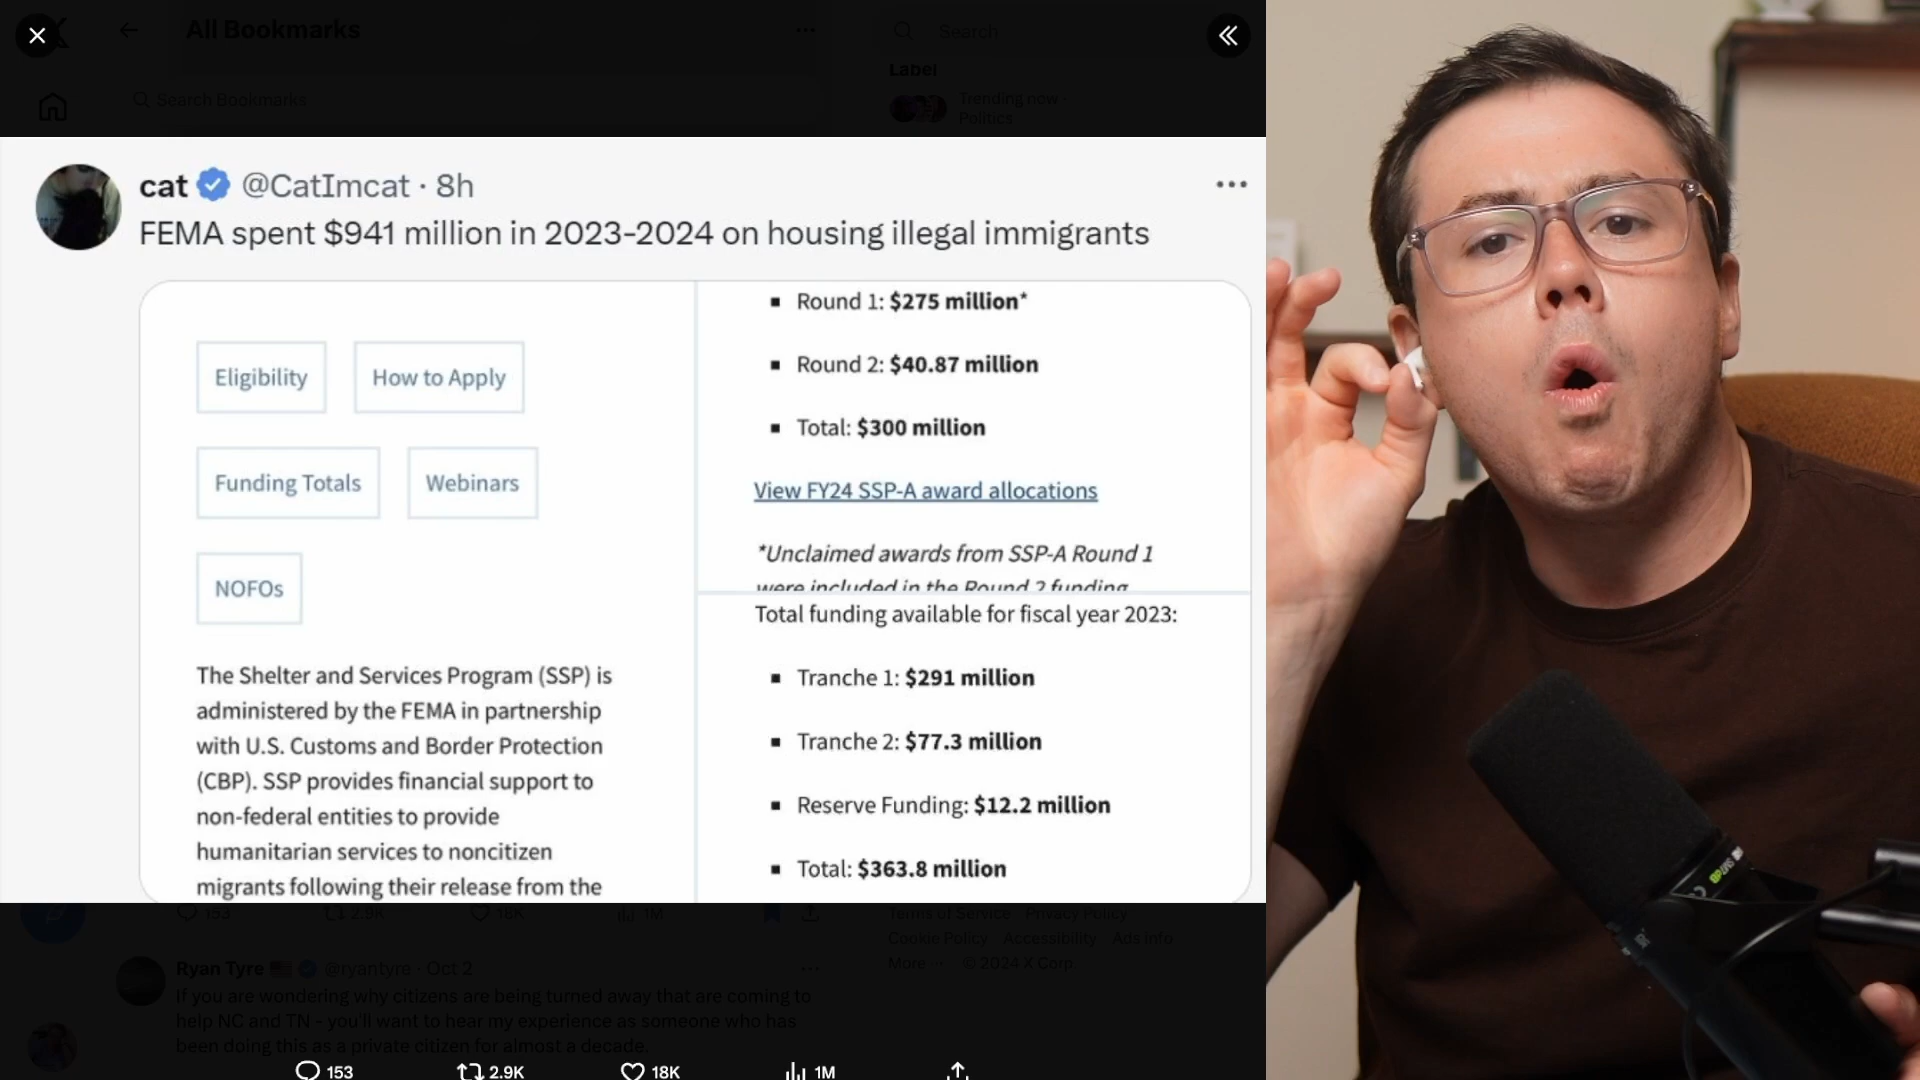 All Bookmarks
Search
Search Bookmarks
Label
Trending now ·
Politics
cat @CatImcat · 8h
FEMA spent $941 million in 2023-2024 on housing illegal immigrants
Eligibility
How to Apply
Funding Totals
Webinars
NOFOs
The Shelter and Services Program (SSP) is
administered by the FEMA in partnership
with U.S. Customs and Border Protection
(CBP). SSP provides financial support to
non-federal entities to provide
humanitarian services to noncitizen
migrants following their release from the
Round 1: $275 million*
Round 2: $40.87 million
Total: $300 million
View FY24 SSP-A award allocations
*Unclaimed awards from SSP-A Round 1
were included in the Round 2 funding
Total funding available for fiscal year 2023:
Tranche 1: $291 million
Tranche 2: $77.3 million
Reserve Funding: $12.2 million
Total: $363.8 million
153 2.9K 18K 1M
Terms of Service Privacy Policy
Cookie Policy Accessibility Ads info
More ··· © 2024 X Corp
Ryan Tyre @ryantyre · Oct 2
If you are wondering why citizens are being turned away that are coming to
help NC and TN - you'll want to hear my experience as someone who has
been doing this as a private citizen for almost a decade.
153 2.9K 18K 1M